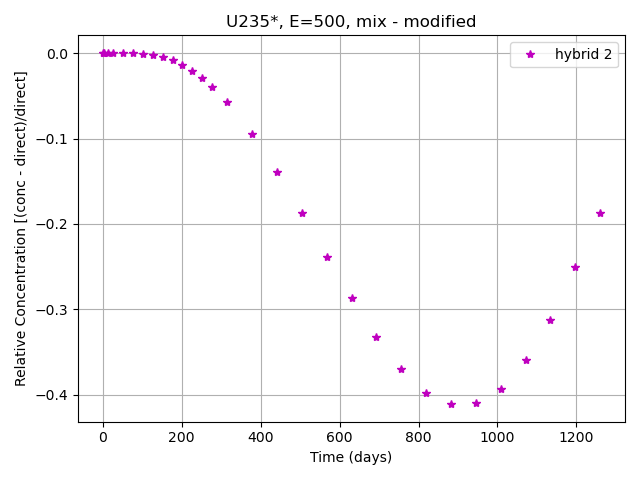 U235*, E=500, mix - modified
hybrid 2
Relative Concentration [(conc - direct)/direct]
0.0
−0.1
−0.2
−0.3
−0.4
0 200 400 600 800 1000 1200
Time (days)